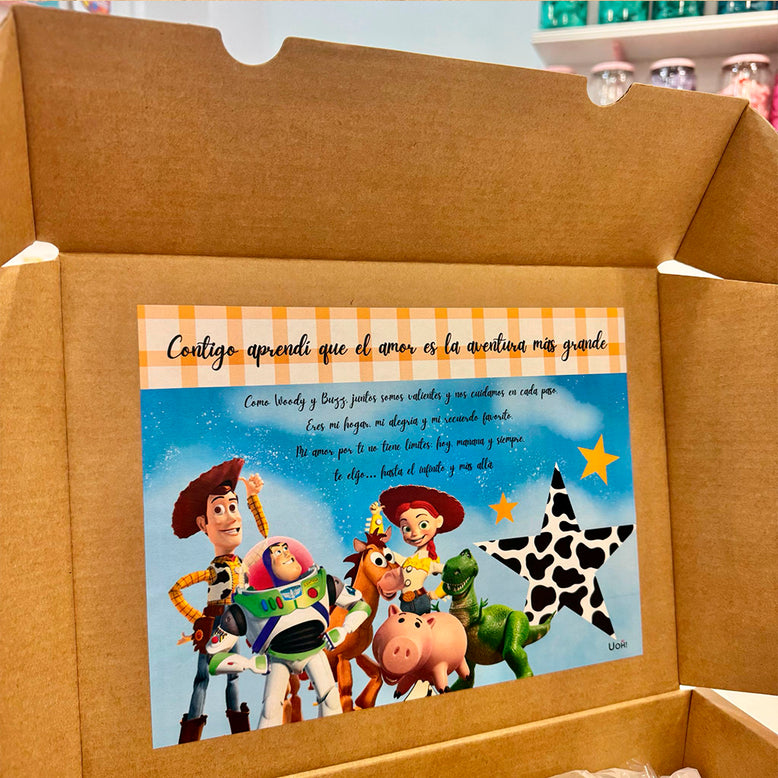 Contigo aprendí que el amor es la aventura más grande
Como Woody y Buzz, juntos somos valientes y nos cuidamos en cada paso.
Eres mi hogar, mi alegría y mi recuerdo favorito.
Mi amor por ti no tiene límites: hoy, mañana y siempre,
te elijo... hasta el infinito y más allá
UOH!